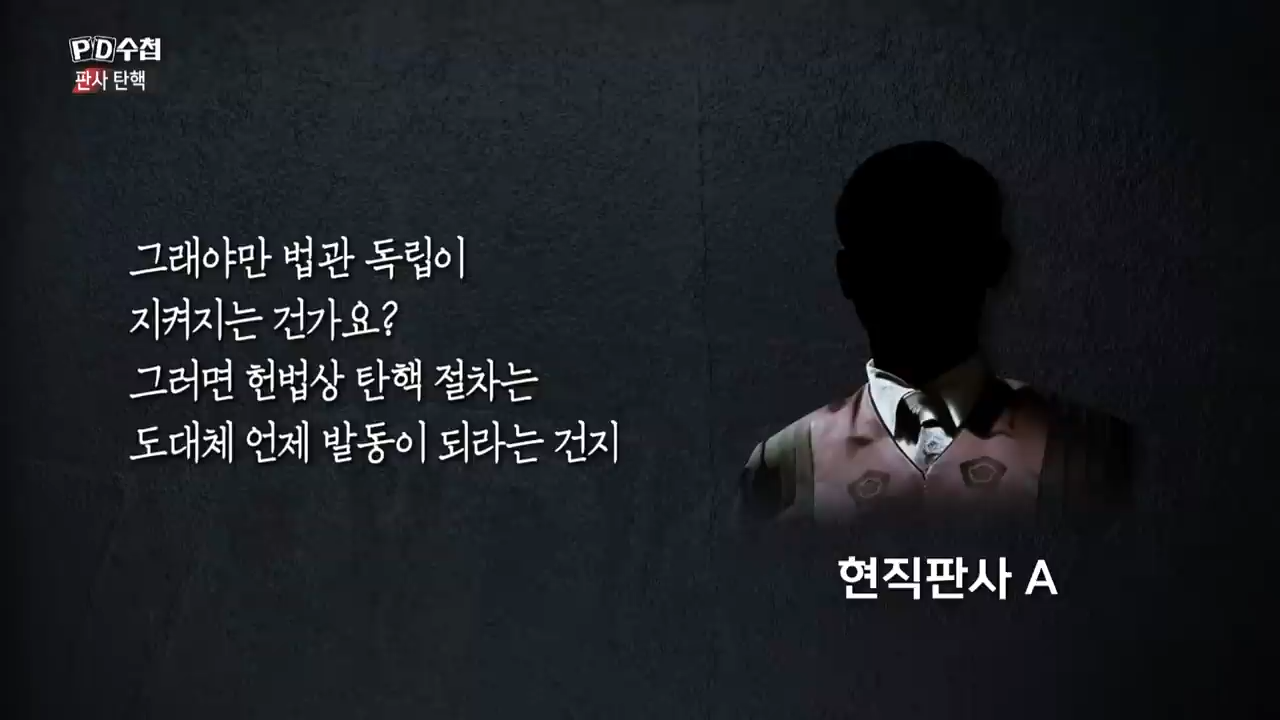 PD수첩
판사 탄핵
그래야만 법관 독립이
지켜지는 건가요?
그러면 헌법상 탄핵 절차는
도대체 언제 발동이 되라는 건지
현직판사 A